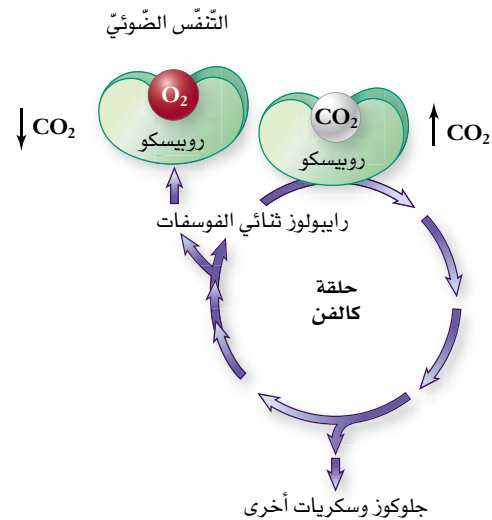 التّنفّس الضّوئيّ
O₂
روبيسكو
↓ CO₂
CO₂
روبيسكو
↑ CO₂
رايبولوز ثنائي الفوسفات
حلقة
كالفن
جلوكوز وسكريات أخرى